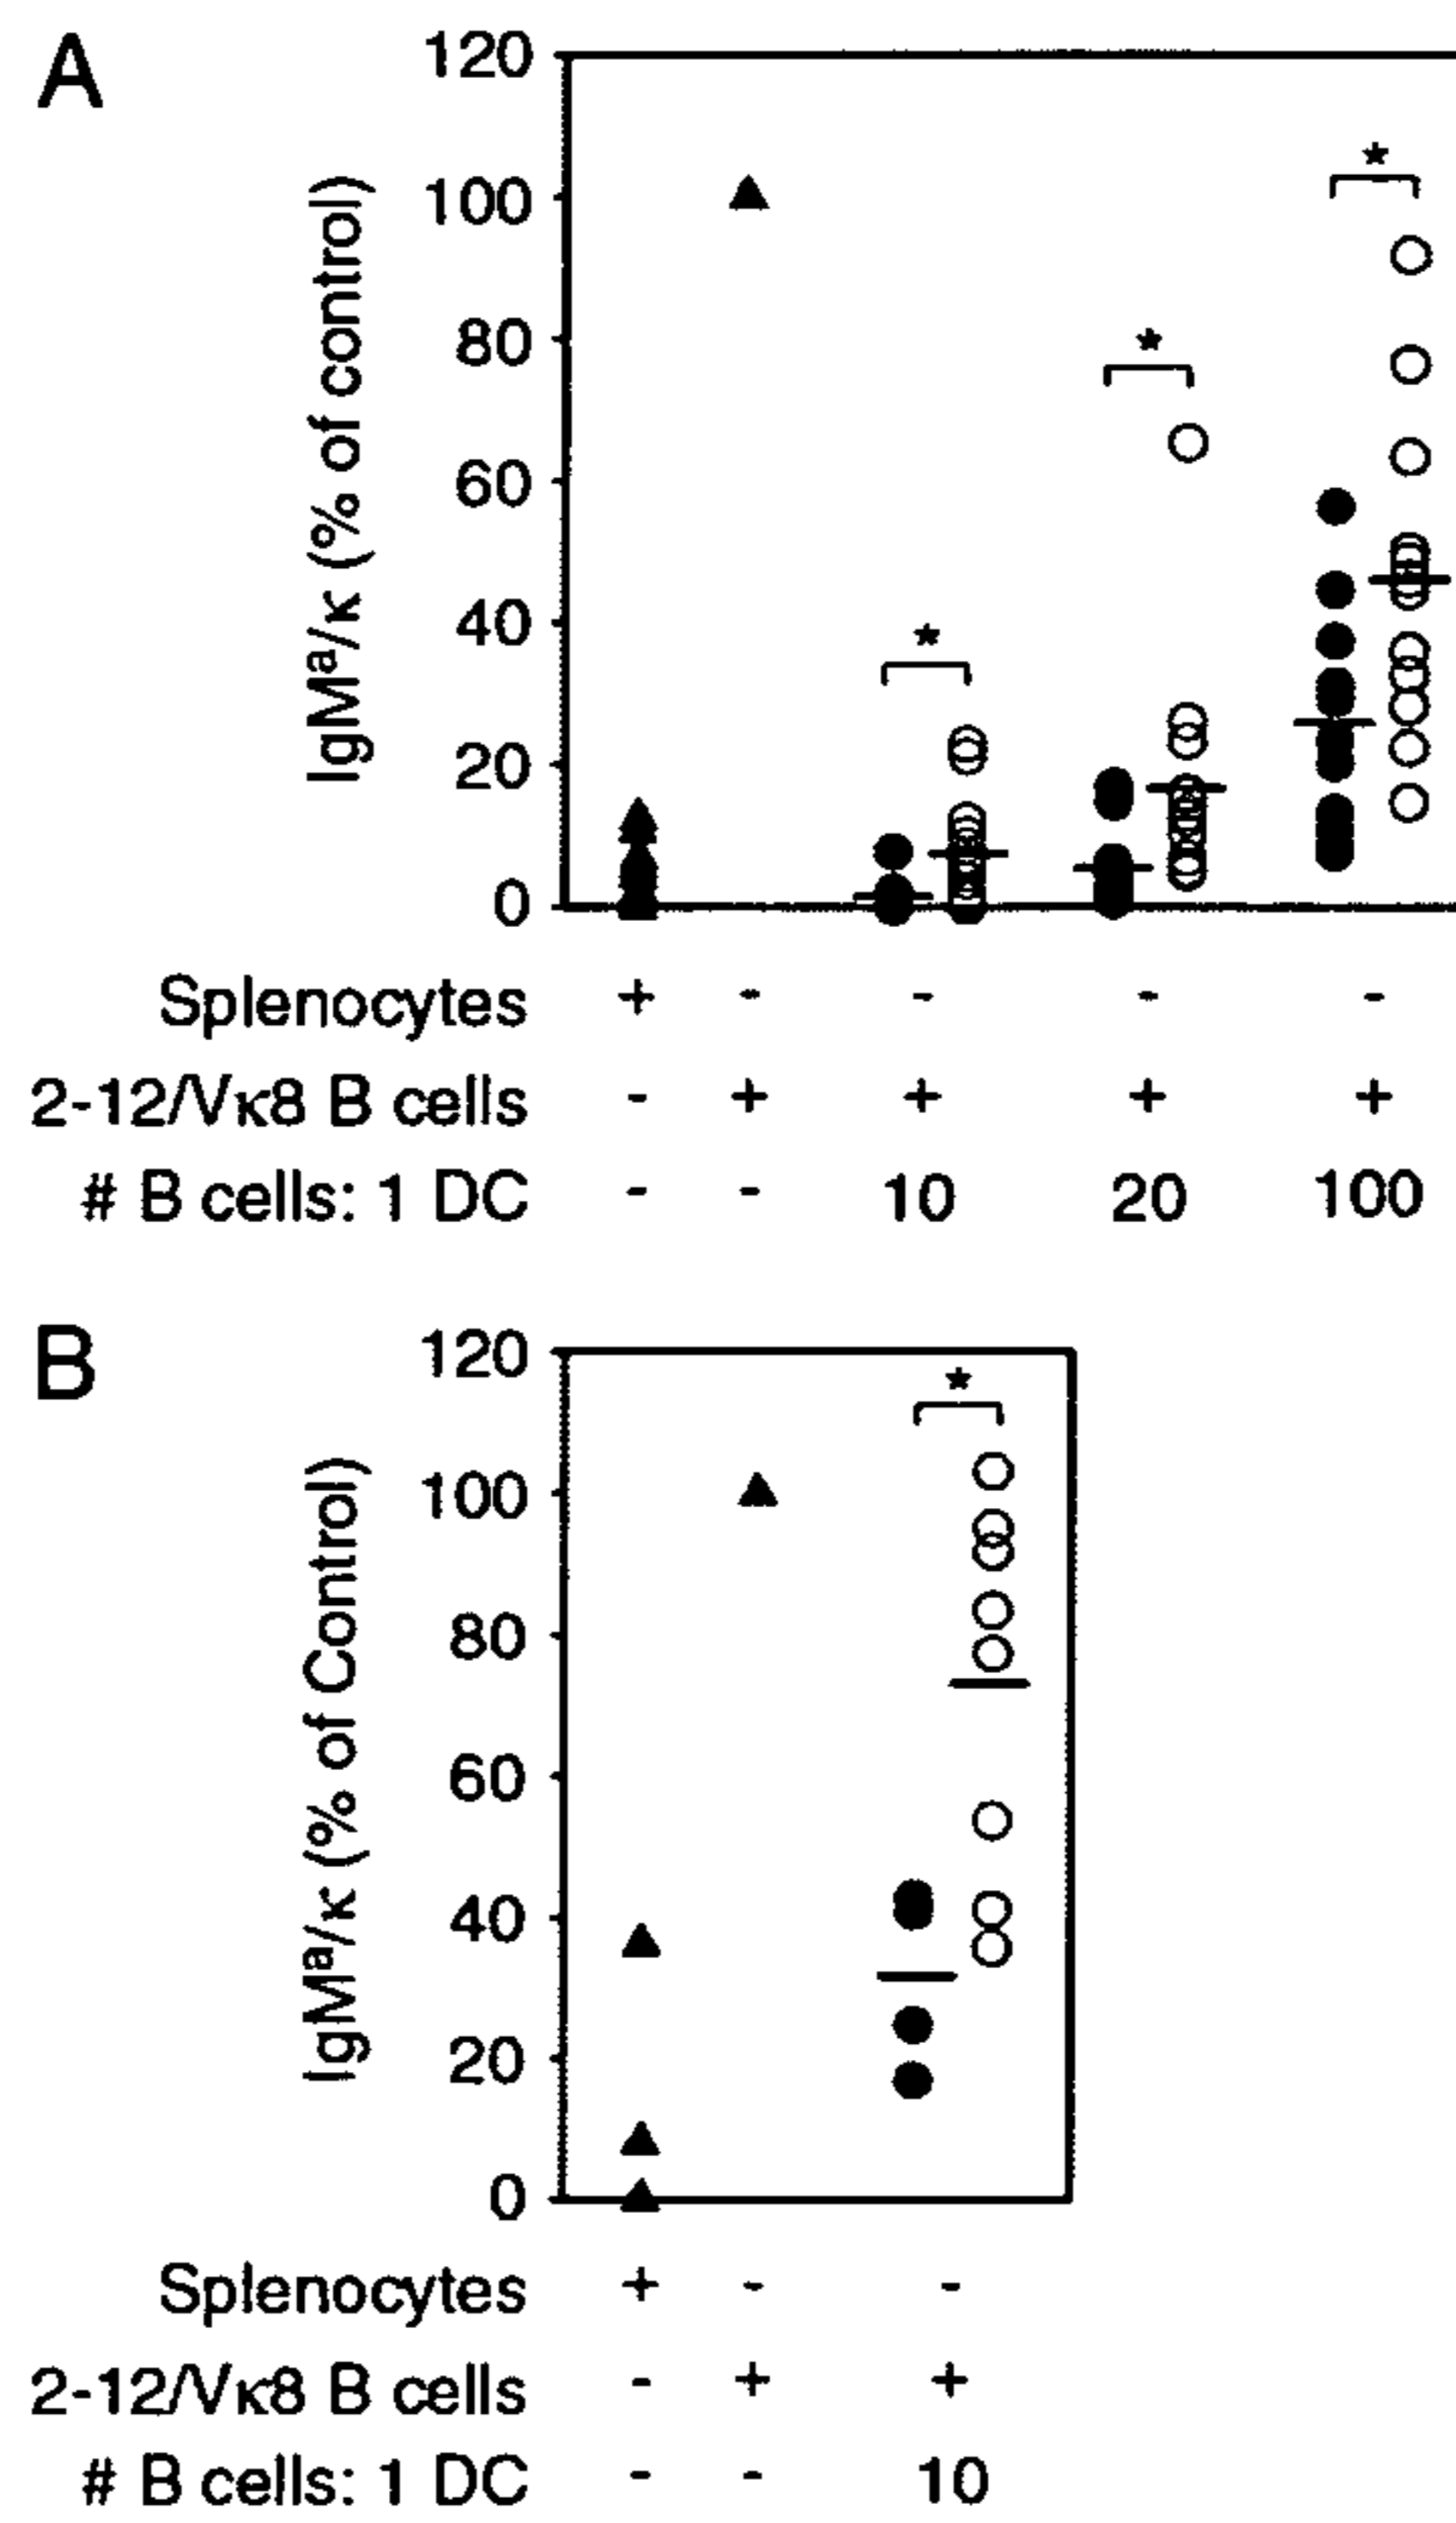 A
120
100
80
60
40
20
0
IgMᵃ/κ (% of control)
* * *
Splenocytes + - - - -
2-12/Vκ8 B cells - + + + +
# B cells: 1 DC - - 10 20 100
B
120
100
80
60
40
20
0
IgMᵃ/κ (% of Control)
*
Splenocytes + - -
2-12/Vκ8 B cells - + +
# B cells: 1 DC - - 10